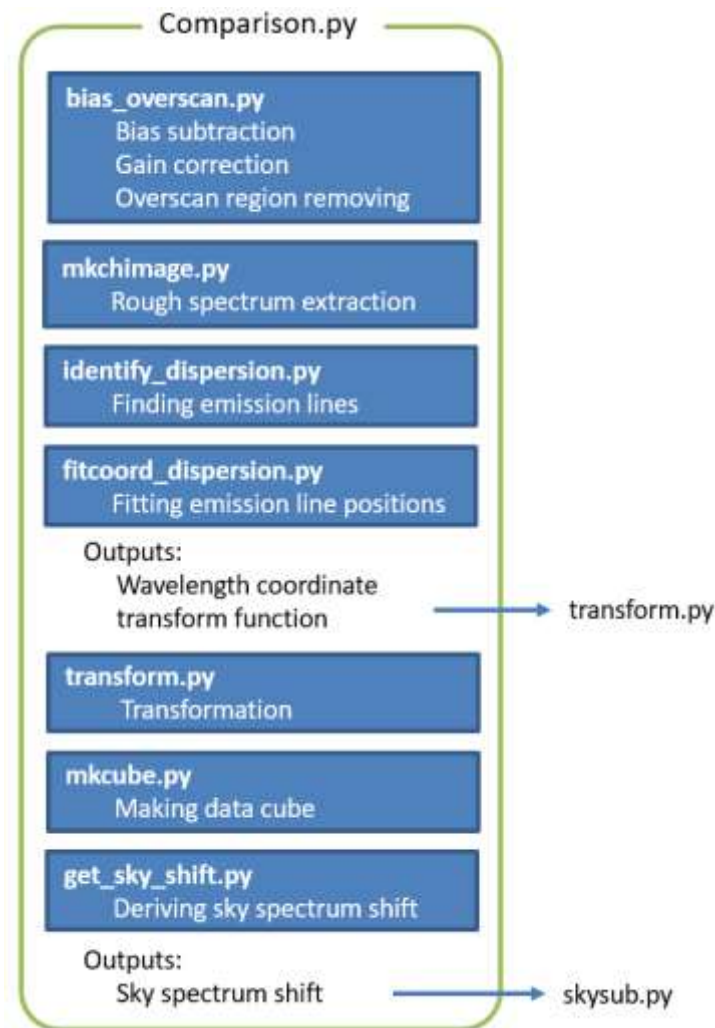 Comparison.py
bias_overscan.py
Bias subtraction
Gain correction
Overscan region removing
mkchimage.py
Rough spectrum extraction
identify_dispersion.py
Finding emission lines
fitcoord_dispersion.py
Fitting emission line positions
Outputs:
Wavelength coordinate
transform function
transform.py
transform.py
Transformation
mkcube.py
Making data cube
get_sky_shift.py
Deriving sky spectrum shift
Outputs:
Sky spectrum shift
skysub.py